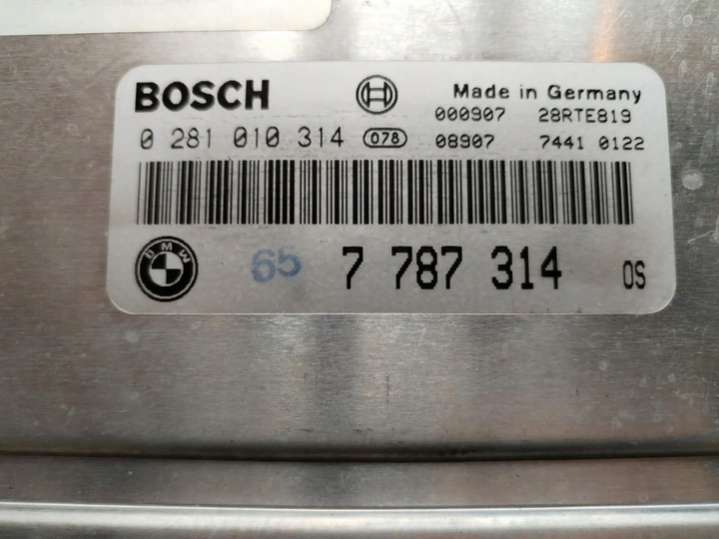 BOSCH Made in Germany
000907 28RTE819
0 281 010 314 078 08907 7441 0122
BMW 65 7 787 314 OS